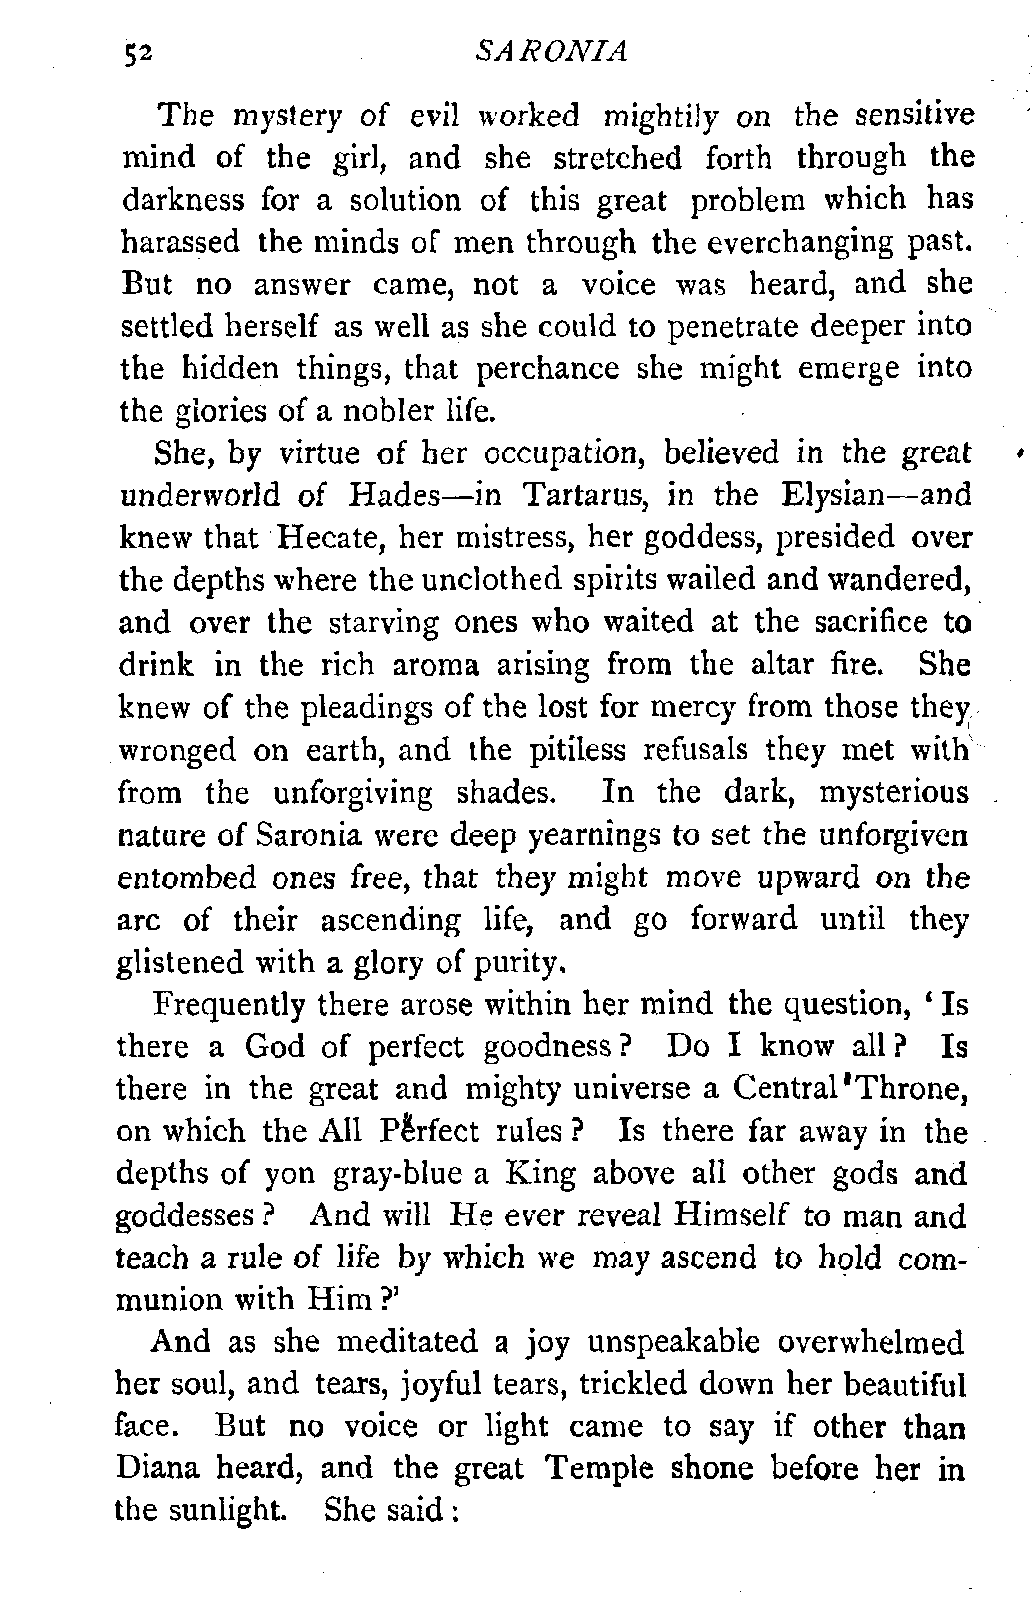 52 SARONIA
The mystery of evil worked mightily on the sensitive
mind of the girl, and she stretched forth through the
darkness for a solution of this great problem which has
harassed the minds of men through the everchanging past.
But no answer came, not a voice was heard, and she
settled herself as well as she could to penetrate deeper into
the hidden things, that perchance she might emerge into
the glories of a nobler life.
She, by virtue of her occupation, believed in the great
underworld of Hades—in Tartarus, in the Elysian—and
knew that Hecate, her mistress, her goddess, presided over
the depths where the unclothed spirits wailed and wandered,
and over the starving ones who waited at the sacrifice to
drink in the rich aroma arising from the altar fire. She
knew of the pleadings of the lost for mercy from those they
wronged on earth, and the pitiless refusals they met with
from the unforgiving shades. In the dark, mysterious
nature of Saronia were deep yearnings to set the unforgiven
entombed ones free, that they might move upward on the
arc of their ascending life, and go forward until they
glistened with a glory of purity.
Frequently there arose within her mind the question, ‘Is
there a God of perfect goodness? Do I know all? Is
there in the great and mighty universe a Central Throne,
on which the All Perfect rules? Is there far away in the
depths of yon gray-blue a King above all other gods and
goddesses? And will He ever reveal Himself to man and
teach a rule of life by which we may ascend to hold com-
munion with Him?’
And as she meditated a joy unspeakable overwhelmed
her soul, and tears, joyful tears, trickled down her beautiful
face. But no voice or light came to say if other than
Diana heard, and the great Temple shone before her in
the sunlight. She said: